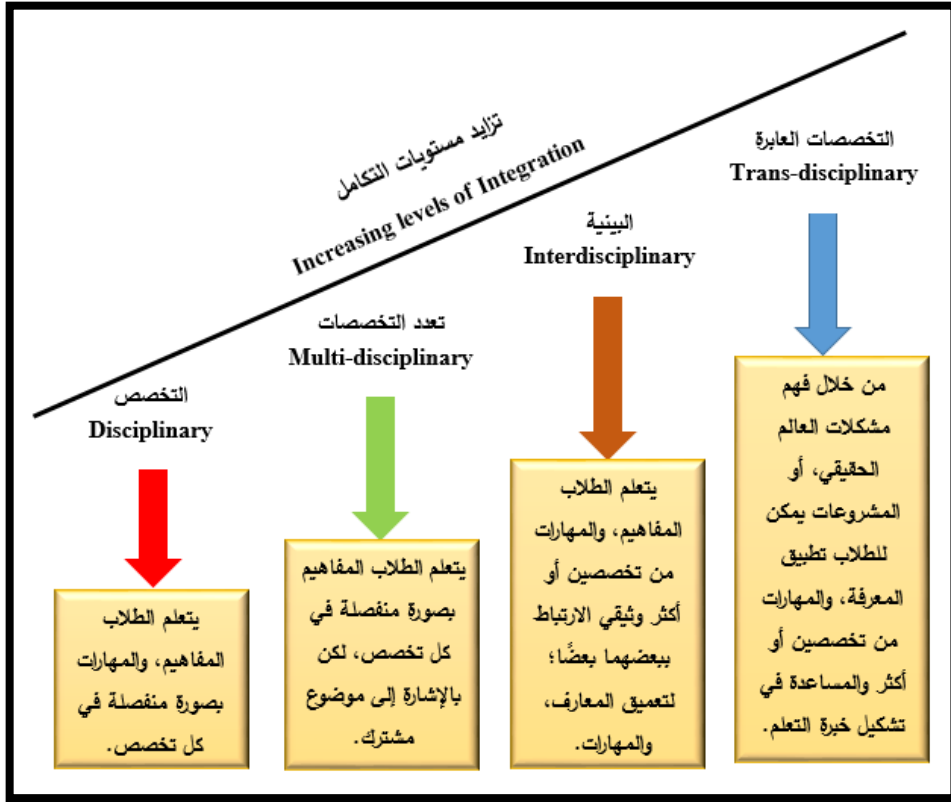 تزايد مستويات التكامل
Increasing levels of Integration
التخصصات العابرة
Trans-disciplinary
من خلال فهم
مشكلات العالم
الحقيقي، أو
المشروعات يمكن
للطلاب تطبيق
المعرفة، والمهارات
من تخصصين أو
أكثر والمساعدة في
تشكيل خبرة التعلم.
البينية
Interdisciplinary
يتعلم الطلاب
المفاهيم، والمهارات
من تخصصين أو
أكثر وثيقي الارتباط
ببعضهما بعضًا؛
لتعميق المعارف،
والمهارات.
تعدد التخصصات
Multi-disciplinary
يتعلم الطلاب المفاهيم
بصورة منفصلة في
كل تخصص، لكن
بالإشارة إلى موضوع
مشترك.
التخصص
Disciplinary
يتعلم الطلاب
المفاهيم، والمهارات
بصورة منفصلة في
كل تخصص.